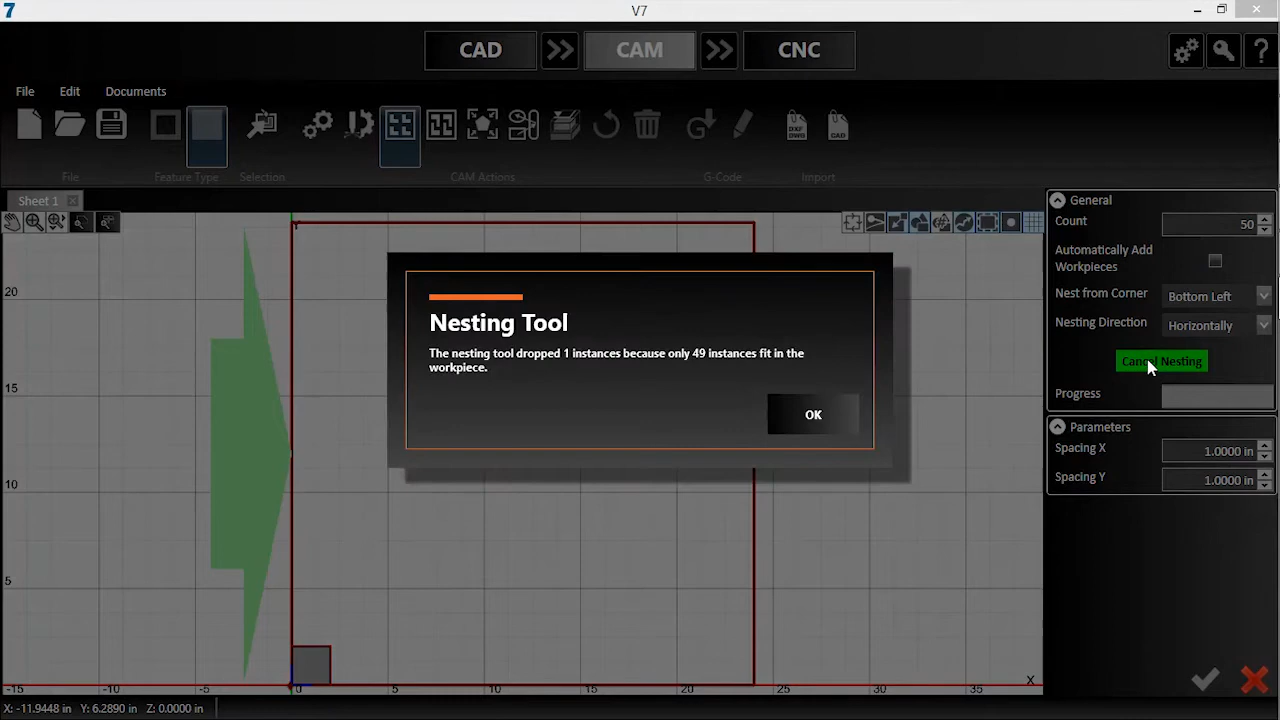 7
V7
CAD
CAM
CNC
File Edit Documents
DXF DWG
CAD
File Feature Type Selection CAM Actions G-Code Import
Sheet 1
Y
20
15
10
5
-15 -10 -5 0 5 10 15 20 25 30 35 X
Nesting Tool
The nesting tool dropped 1 instances because only 49 instances fit in the
workpiece.
OK
General
Count 50
Automatically Add
Workpieces
Nest from Corner Bottom Left
Nesting Direction Horizontally
Cancel Nesting
Progress
Parameters
Spacing X 1.0000 in
Spacing Y 1.0000 in
X: -11.9448 in Y: 6.2890 in Z: 0.0000 in